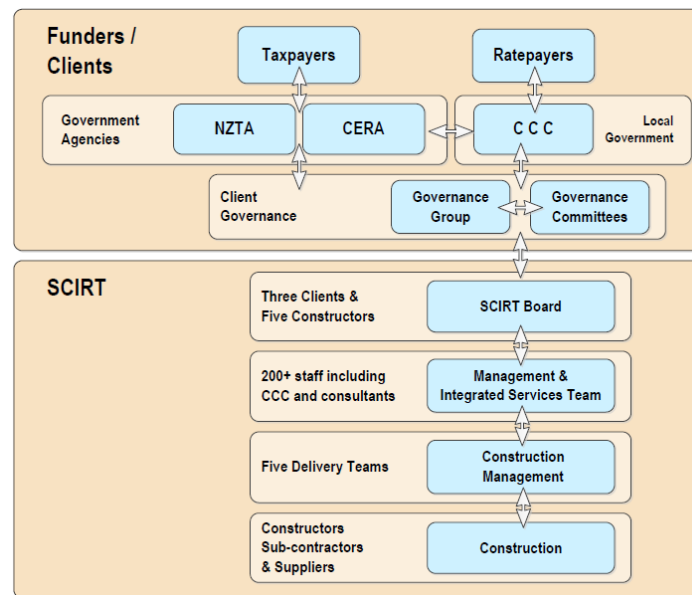 Funders /
Clients
Taxpayers
Ratepayers
Government
Agencies
NZTA
CERA
C C C
Local
Government
Client
Governance
Governance
Group
Governance
Committees
SCIRT
Three Clients &
Five Constructors
SCIRT Board
200+ staff including
CCC and consultants
Management &
Integrated Services Team
Five Delivery Teams
Construction
Management
Constructors
Sub-contractors
& Suppliers
Construction